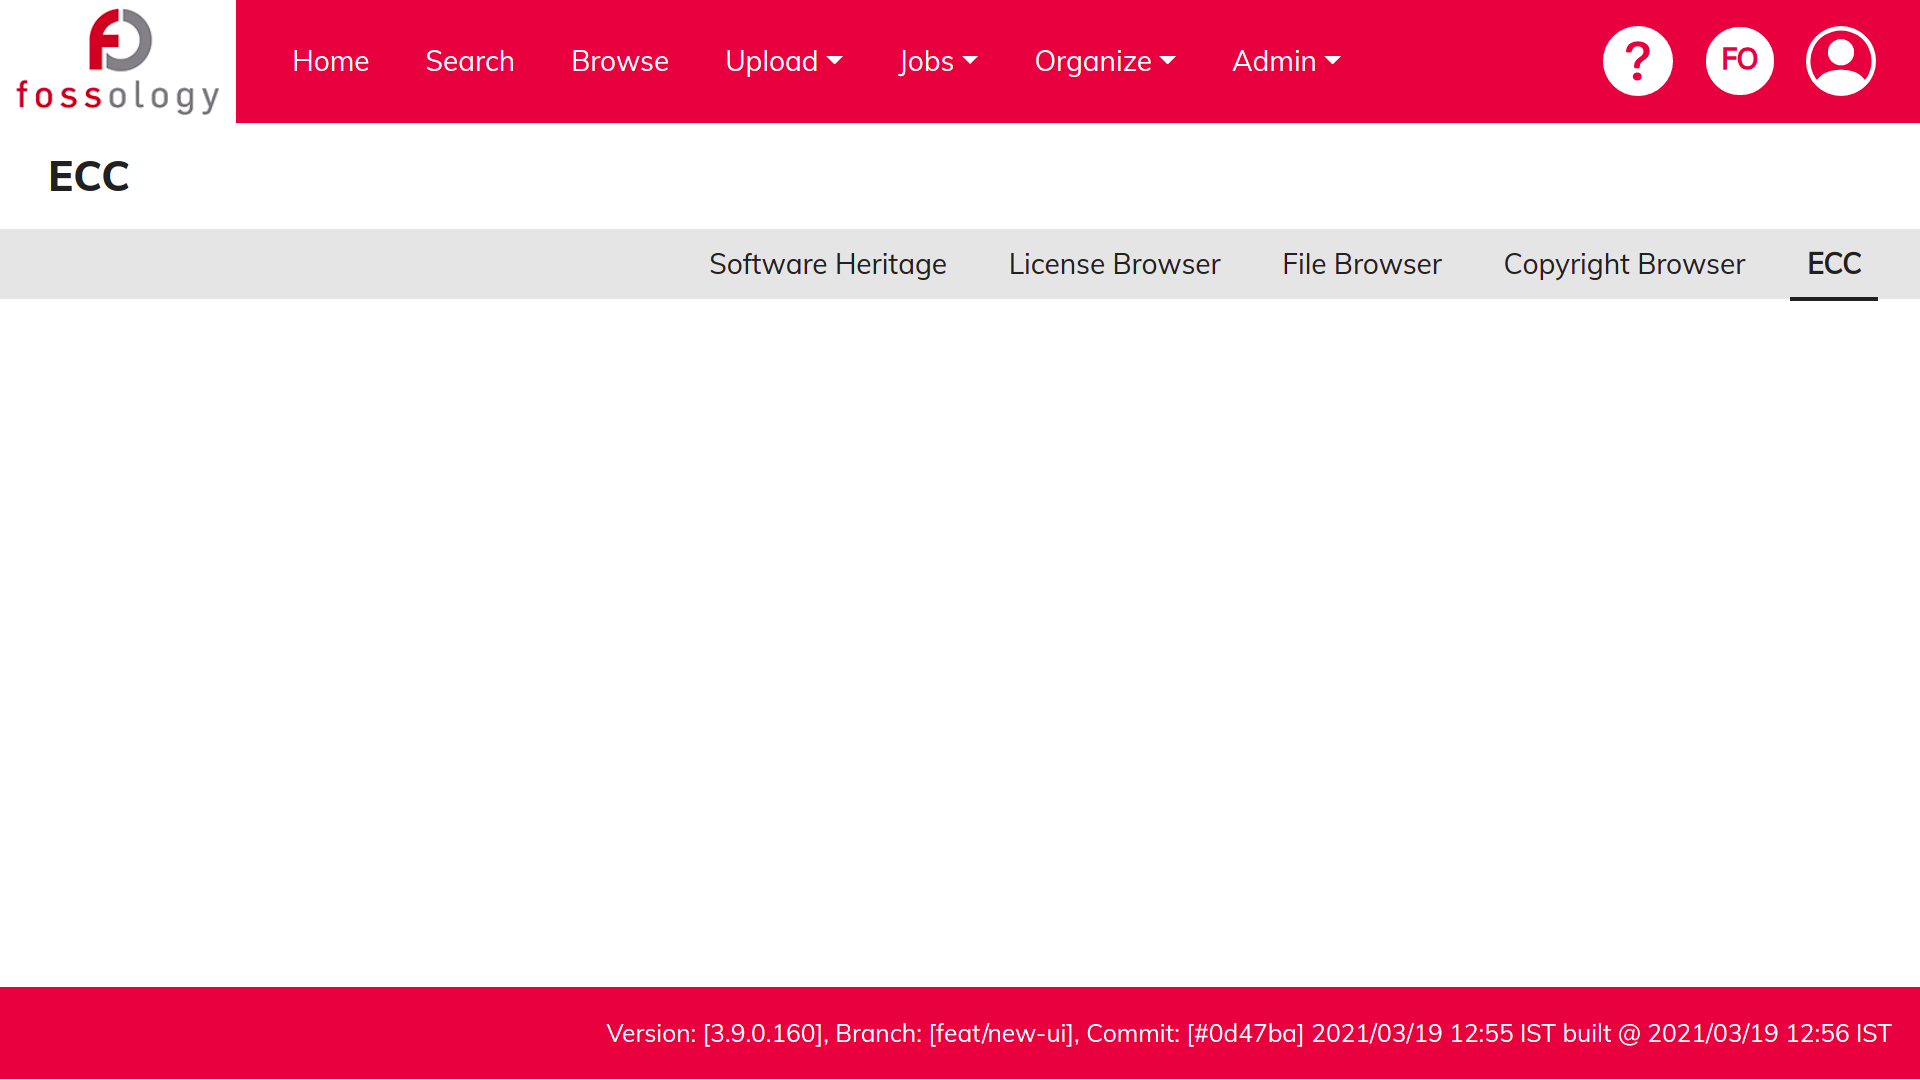 fossology
Home Search Browse Upload Jobs Organize Admin ? FO
ECC
Software Heritage License Browser File Browser Copyright Browser ECC
Version: [3.9.0.160], Branch: [feat/new-ui], Commit: [#0d47ba] 2021/03/19 12:55 IST built @ 2021/03/19 12:56 IST